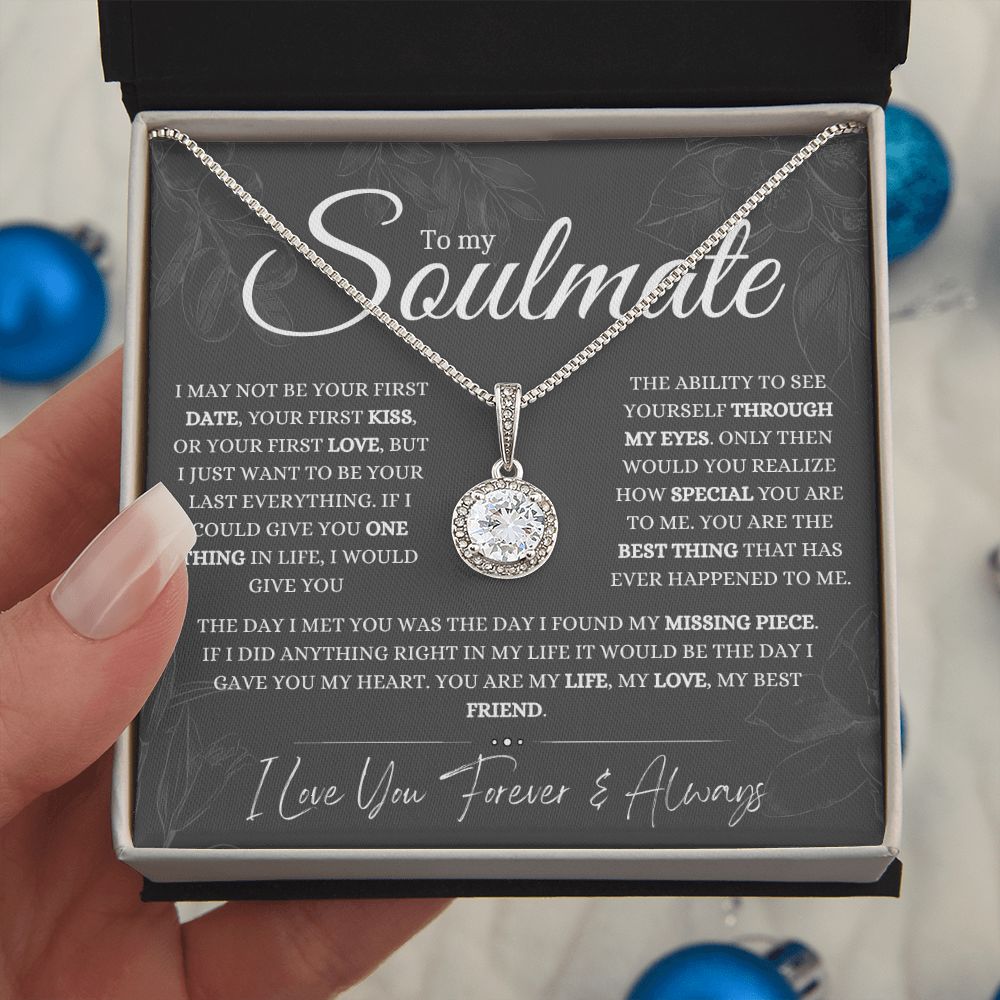 To my
Soulmate
I MAY NOT BE YOUR FIRST
DATE, YOUR FIRST KISS,
OR YOUR FIRST LOVE, BUT
I JUST WANT TO BE YOUR
LAST EVERYTHING. IF I
COULD GIVE YOU ONE
THING IN LIFE, I WOULD
GIVE YOU
THE ABILITY TO SEE
YOURSELF THROUGH
MY EYES. ONLY THEN
WOULD YOU REALIZE
HOW SPECIAL YOU ARE
TO ME. YOU ARE THE
BEST THING THAT HAS
EVER HAPPENED TO ME.
THE DAY I MET YOU WAS THE DAY I FOUND MY MISSING PIECE.
IF I DID ANYTHING RIGHT IN MY LIFE IT WOULD BE THE DAY I
GAVE YOU MY HEART. YOU ARE MY LIFE, MY LOVE, MY BEST
FRIEND.
I Love You Forever & Always